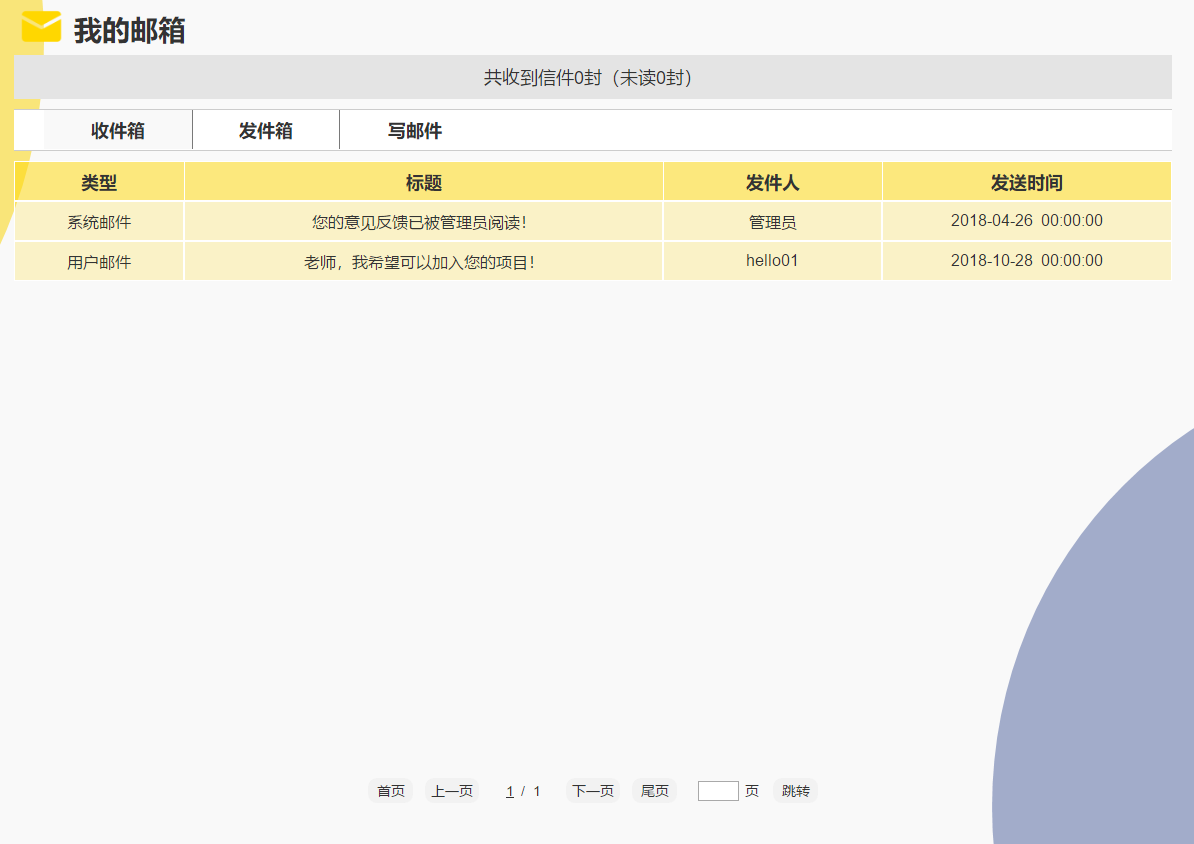 我的邮箱
共收到信件0封（未读0封）
收件箱 发件箱 写邮件
类型 标题 发件人 发送时间
系统邮件 您的意见反馈已被管理员阅读！ 管理员 2018-04-26 00:00:00
用户邮件 老师，我希望可以加入您的项目！ hello01 2018-10-28 00:00:00
首页 上一页 1 / 1 下一页 尾页 页 跳转